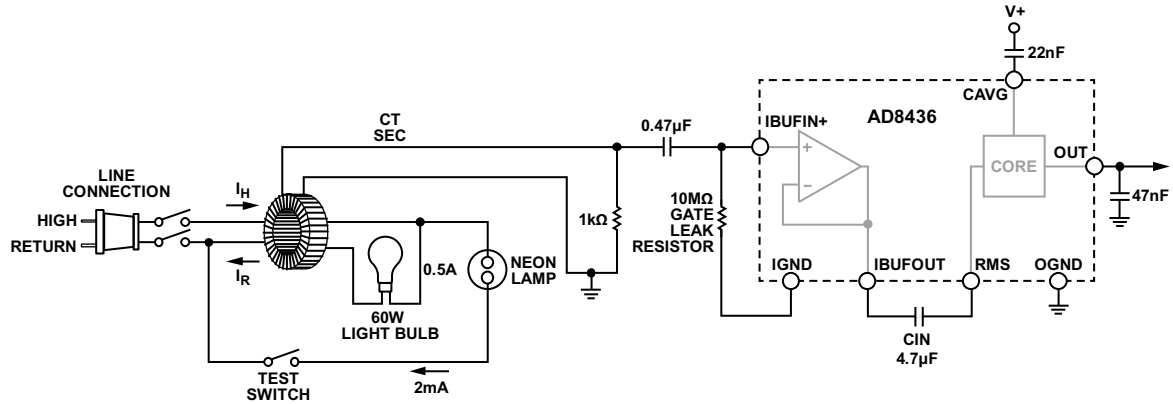 V+
22nF
CAVG
CT
SEC
0.47µF
IBUFIN+
AD8436
LINE
CONNECTION
I_H
+
CORE
OUT
HIGH
10MΩ
GATE
LEAK
RESISTOR
47nF
1kΩ
–
RETURN
I_R
0.5A
NEON
LAMP
IGND
IBUFOUT
RMS
OGND
60W
LIGHT BULB
CIN
4.7µF
TEST
SWITCH
2mA